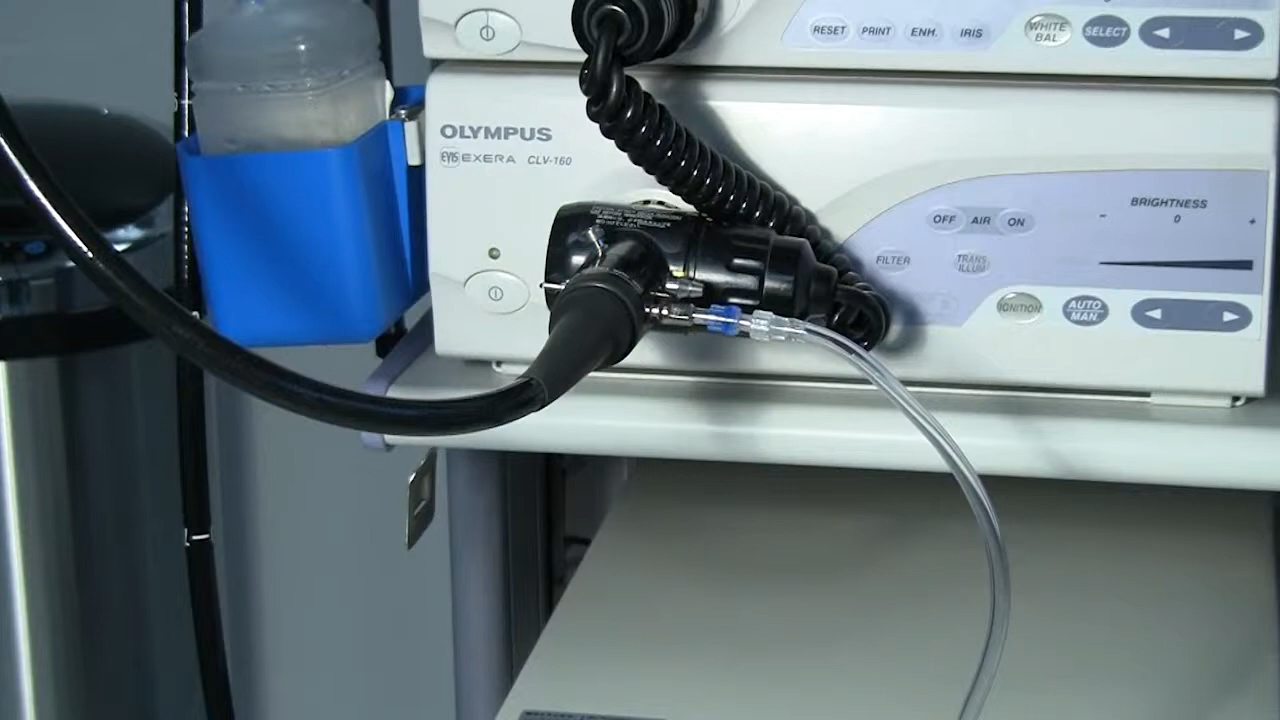 RESET PRINT ENH. IRIS WHITE BAL SELECT
OLYMPUS
EVIS EXERA CLV-160
BRIGHTNESS
OFF AIR ON - 0 +
FILTER TRANS. ILLUM
IGNITION AUTO MAN